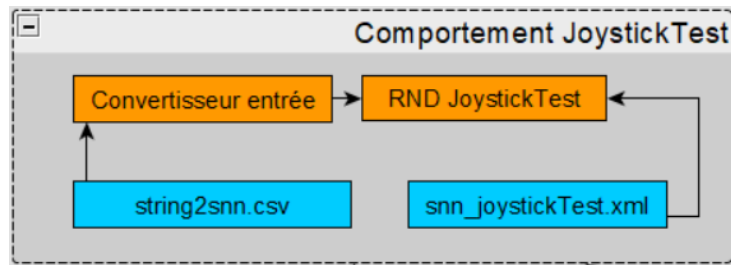 Comportement JoystickTest
Convertisseur entrée
RND JoystickTest
string2snn.csv
snn_joystickTest.xml